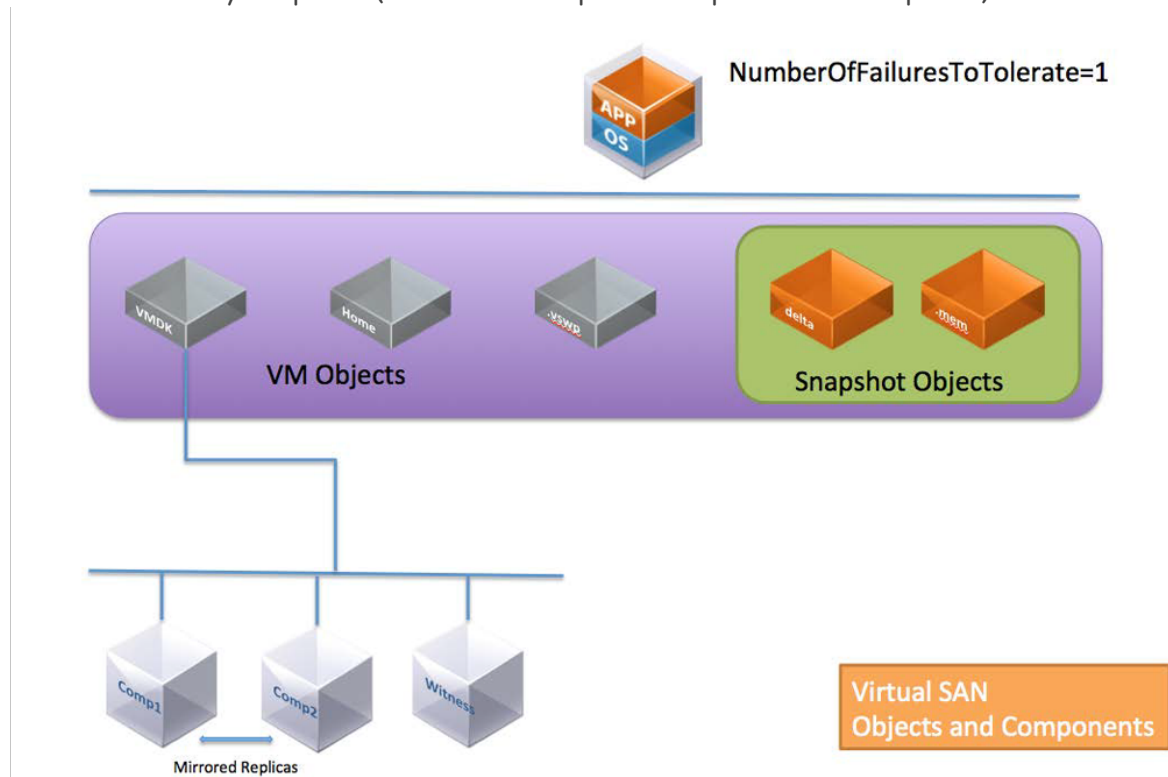 NumberOfFailuresToTolerate=1
APP
OS
VMDK
Home
.vswp
delta
.mem
VM Objects
Snapshot Objects
Comp1
Comp2
Witness
Mirrored Replicas
Virtual SAN
Objects and Components